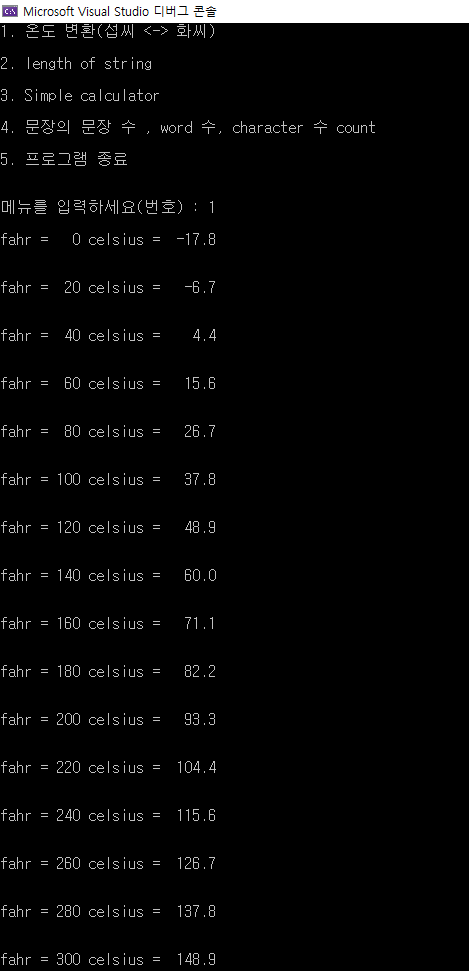 C:\ Microsoft Visual Studio 디버그 콘솔
1. 온도 변환(섭씨 <-> 화씨)
2. length of string
3. Simple calculator
4. 문장의 문장 수 , word 수, character 수 count
5. 프로그램 종료
메뉴를 입력하세요(번호) : 1
fahr =   0 celsius =  -17.8
fahr =  20 celsius =   -6.7
fahr =  40 celsius =    4.4
fahr =  60 celsius =   15.6
fahr =  80 celsius =   26.7
fahr = 100 celsius =   37.8
fahr = 120 celsius =   48.9
fahr = 140 celsius =   60.0
fahr = 160 celsius =   71.1
fahr = 180 celsius =   82.2
fahr = 200 celsius =   93.3
fahr = 220 celsius =  104.4
fahr = 240 celsius =  115.6
fahr = 260 celsius =  126.7
fahr = 280 celsius =  137.8
fahr = 300 celsius =  148.9